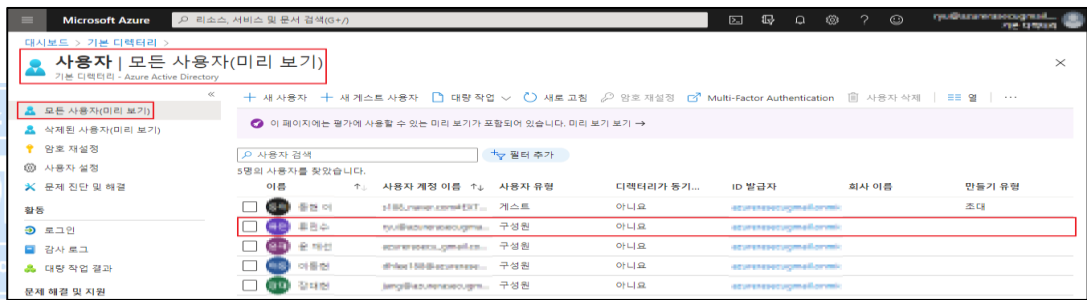 Microsoft Azure
리소스, 서비스 및 문서 검색(G+/)
대시보드 > 기본 디렉터리 >
사용자 | 모든 사용자(미리 보기)
기본 디렉터리 - Azure Active Directory
모든 사용자(미리 보기)
삭제된 사용자(미리 보기)
암호 재설정
사용자 설정
문제 진단 및 해결
활동
로그인
감사 로그
대량 작업 결과
문제 해결 및 지원
+ 새 사용자 + 새 게스트 사용자 대량 작업 새로 고침 암호 재설정 Multi-Factor Authentication 사용자 삭제 열 ...
이 페이지에는 평가에 사용할 수 있는 미리 보기가 포함되어 있습니다. 미리 보기 보기 →
사용자 검색 필터 추가
5명의 사용자를 찾았습니다.
이름 ↑↓ 사용자 계정 이름 ↑↓ 사용자 유형 디렉터리가 동기... ID 발급자 회사 이름 만들기 유형
게스트 아니요 초대
구성원 아니요
구성원 아니요
구성원 아니요
구성원 아니요